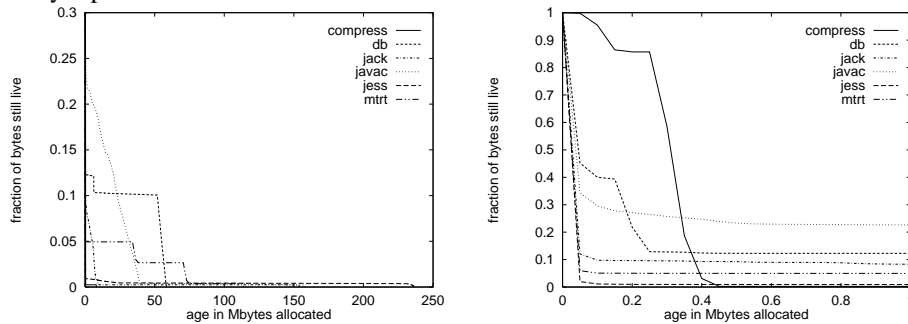 compress
db
jack
javac
jess
mtrt
0.3
0.25
0.2
0.15
0.1
0.05
0
fraction of bytes still live
0 50 100 150 200 250
age in Mbytes allocated
compress
db
jack
javac
jess
mtrt
1
0.9
0.8
0.7
0.6
0.5
0.4
0.3
0.2
0.1
0
fraction of bytes still live
0 0.2 0.4 0.6 0.8
age in Mbytes allocated